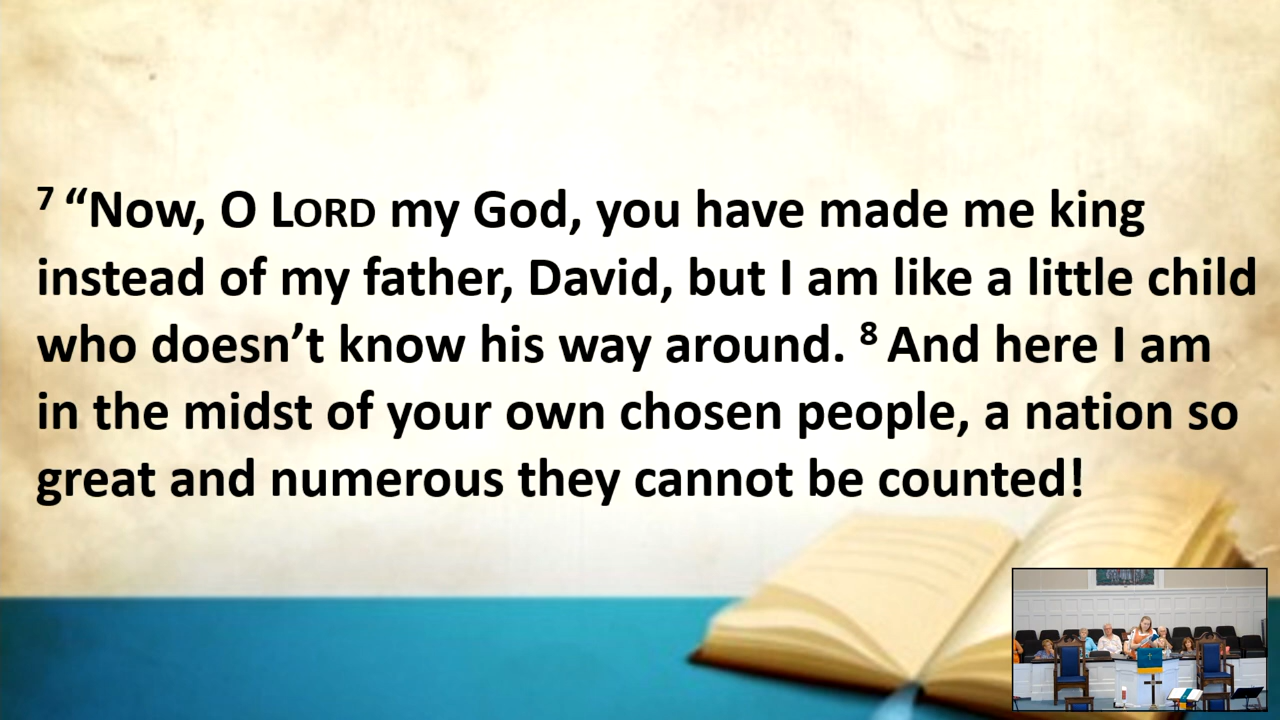 7 “Now, O LORD my God, you have made me king
instead of my father, David, but I am like a little child
who doesn’t know his way around. 8 And here I am
in the midst of your own chosen people, a nation so
great and numerous they cannot be counted!